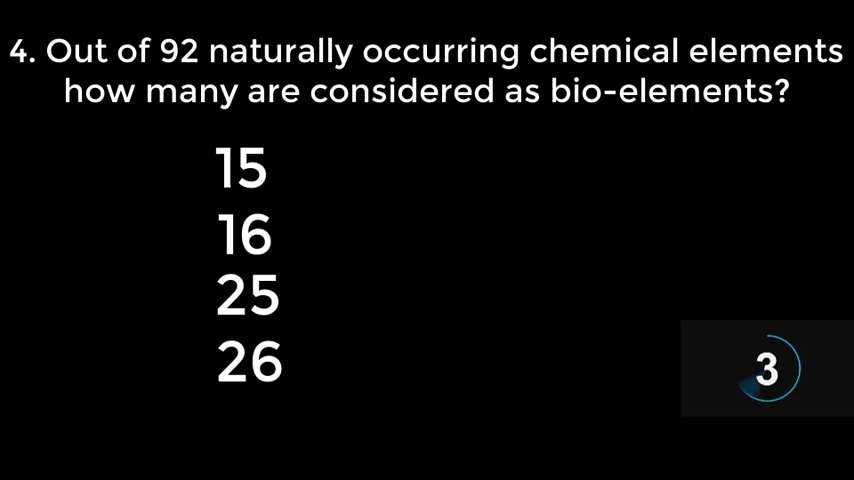 4. Out of 92 naturally occurring chemical elements
how many are considered as bio-elements?
15
16
25
26
3